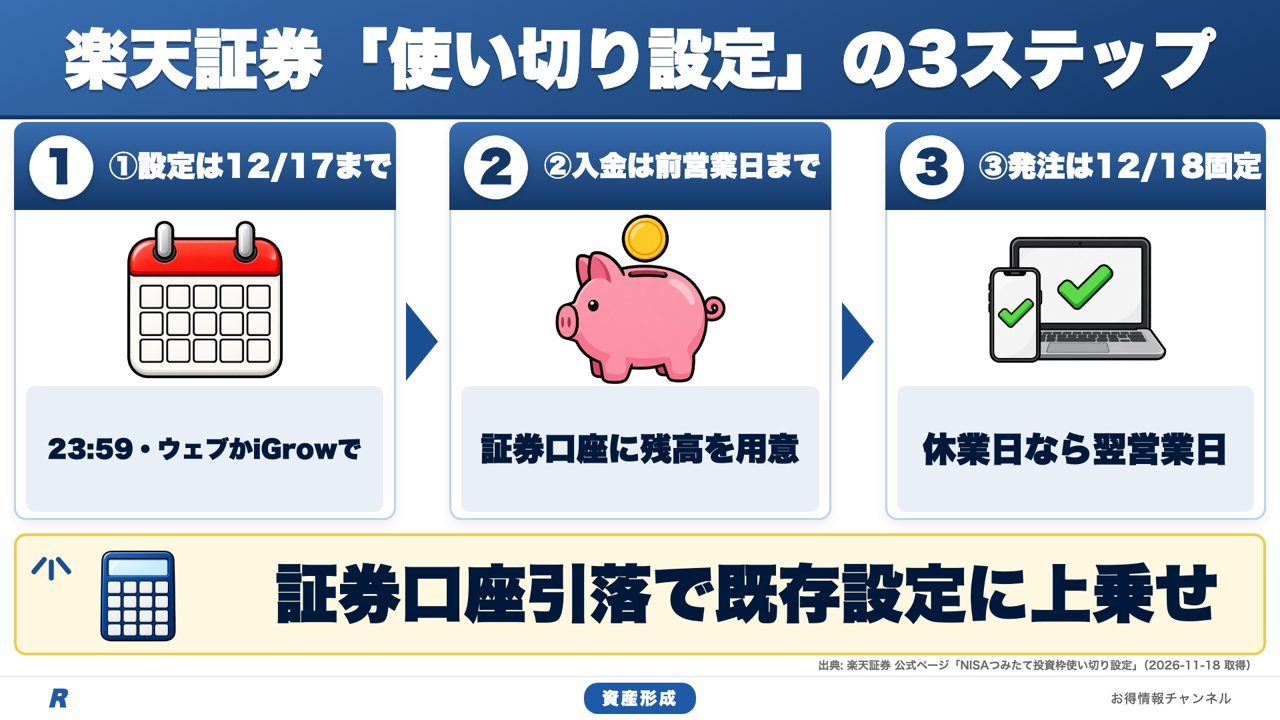 楽天証券「使い切り設定」の3ステップ
1 ①設定は12/17まで
23:59・ウェブかiGrowで
2 ②入金は前営業日まで
証券口座に残高を用意
3 ③発注は12/18固定
休業日なら翌営業日
証券口座引落で既存設定に上乗せ
出典: 楽天証券 公式ページ「NISAつみたて投資枠使い切り設定」（2026-11-18 取得）
R
資産形成
お得情報チャンネル